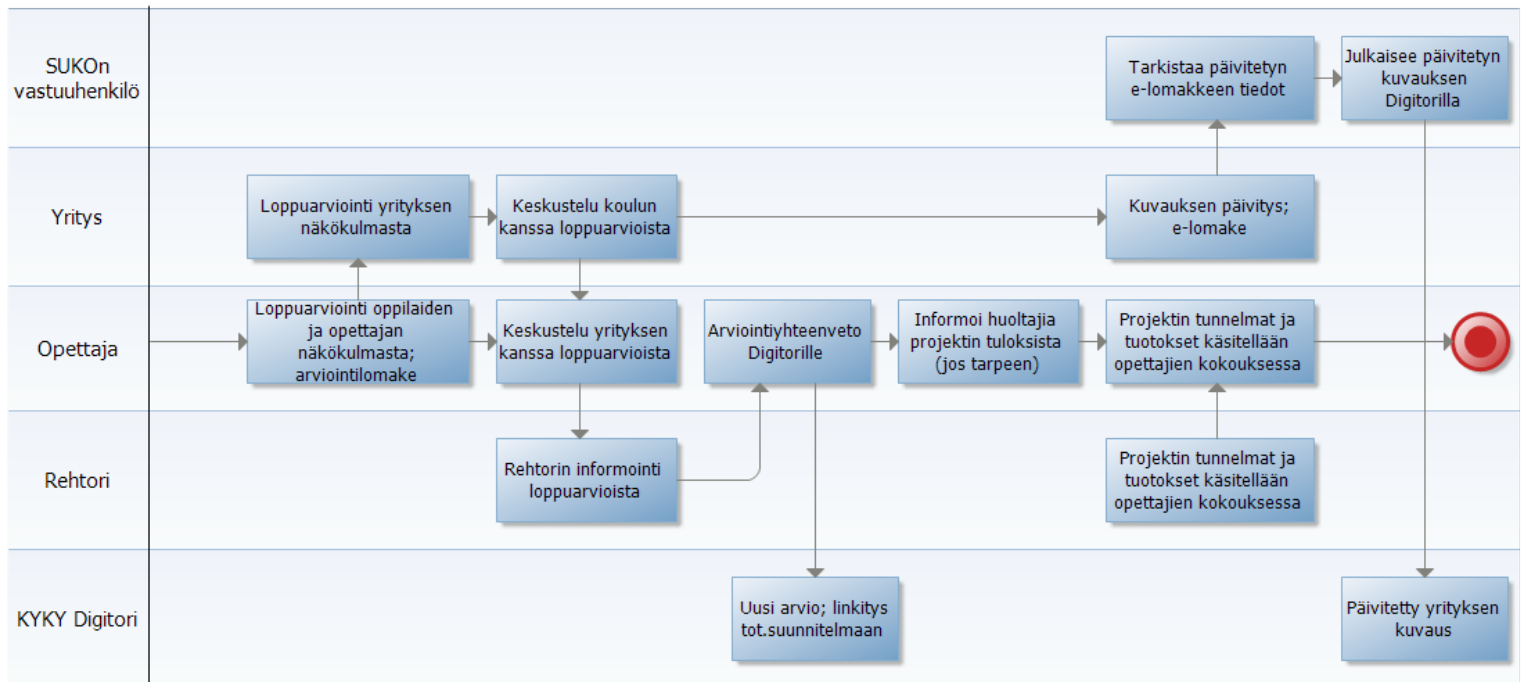 SUKOn
vastuuhenkilö
Tarkistaa päivitetyn
e-lomakkeen tiedot
Julkaisee päivitetyn
kuvauksen
Digitorilla
Yritys
Loppuarviointi yrityksen
näkökulmasta
Keskustelu koulun
kanssa loppuarvioista
Kuvauksen päivitys;
e-lomake
Opettaja
Loppuarviointi oppilaiden
ja opettajan
näkökulmasta;
arviointilomake
Keskustelu yrityksen
kanssa loppuarvioista
Arviointiyhteenveto
Digitorille
Informoi huoltajia
projektin tuloksista
(jos tarpeen)
Projektin tunnelmat ja
tuotokset käsitellään
opettajien kokouksessa
Rehtori
Rehtorin informointi
loppuarvioista
Projektin tunnelmat ja
tuotokset käsitellään
opettajien kokouksessa
KYKY Digitori
Uusi arvio; linkitys
tot.suunnitelmaan
Päivitetty yrityksen
kuvaus